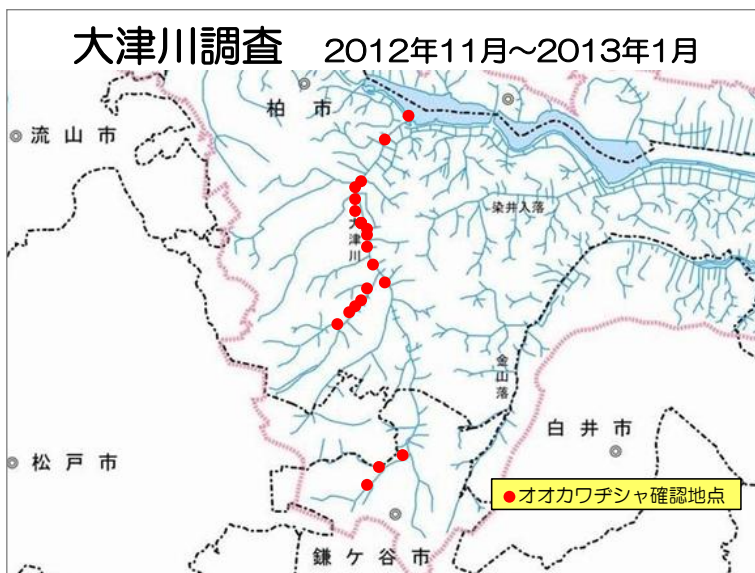 大津川調査 2012年11月～2013年1月
柏市
流山市
染井入落
大津川
金山落
白井市
松戸市
●オオカワヂシャ確認地点
鎌ケ谷市